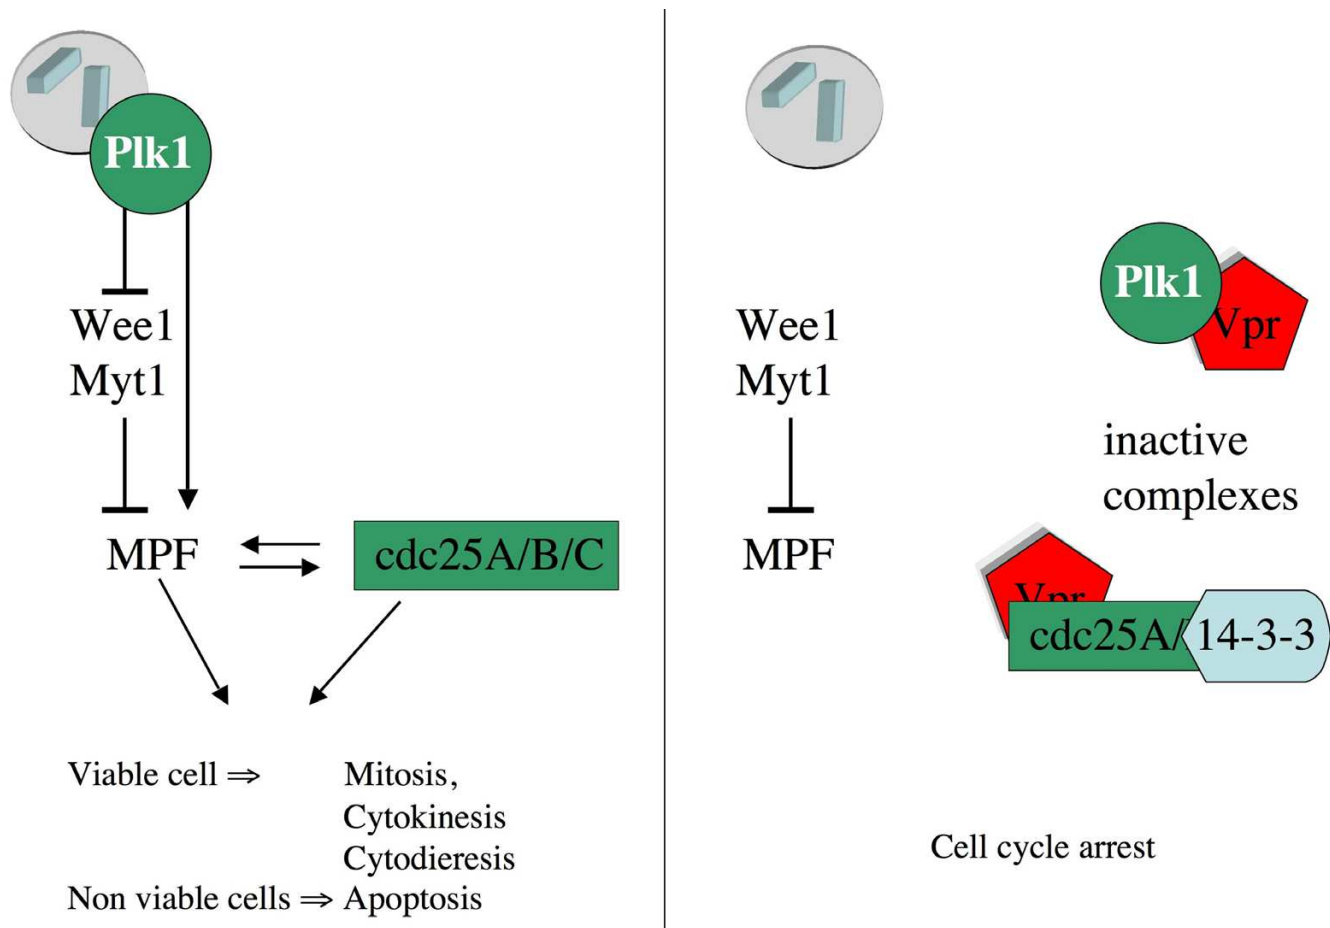 Plk1
Wee1
Myt1
MPF
cdc25A/B/C
Viable cell ⇒ Mitosis,
Cytokinesis
Cytodieresis
Non viable cells ⇒ Apoptosis
Plk1
Vpr
Wee1
Myt1
inactive
complexes
MPF
Vpr
cdc25A/
14-3-3
Cell cycle arrest